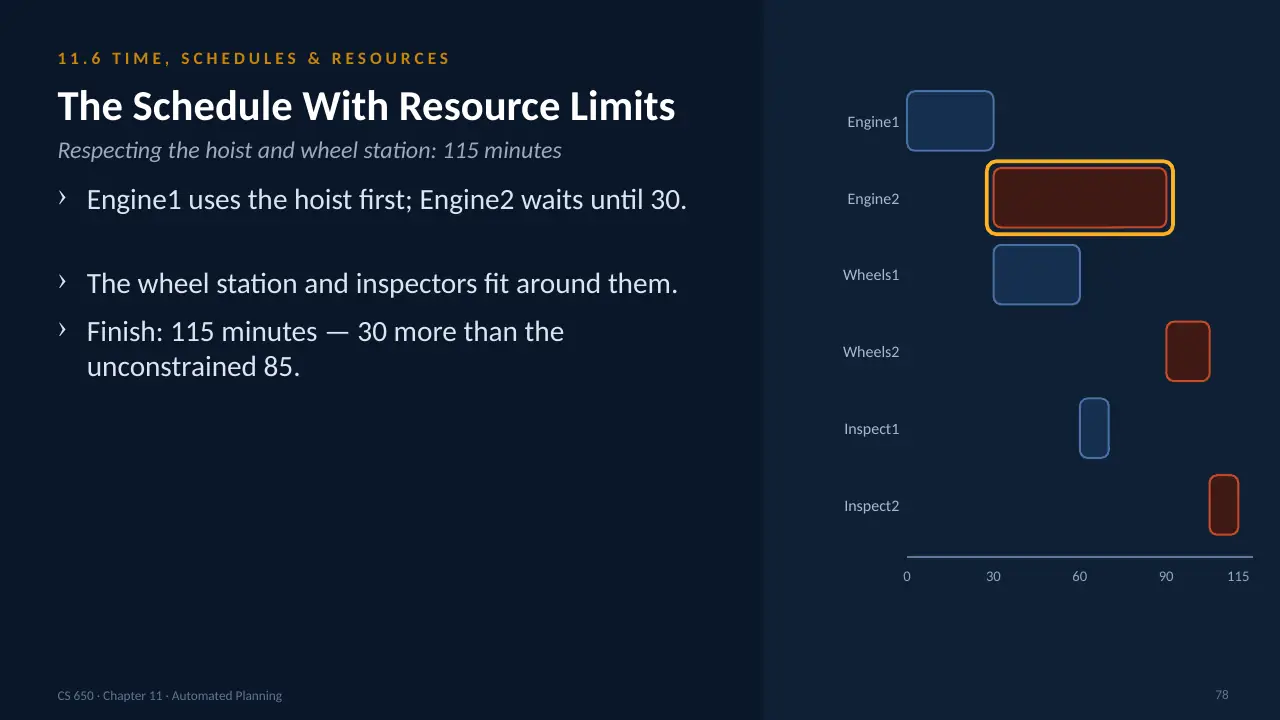 11.6 TIME, SCHEDULES & RESOURCES
The Schedule With Resource Limits
Respecting the hoist and wheel station: 115 minutes
› Engine1 uses the hoist first; Engine2 waits until 30.
› The wheel station and inspectors fit around them.
› Finish: 115 minutes — 30 more than the
unconstrained 85.
Engine1
Engine2
Wheels1
Wheels2
Inspect1
Inspect2
0 30 60 90 115
CS 650 · Chapter 11 · Automated Planning
78